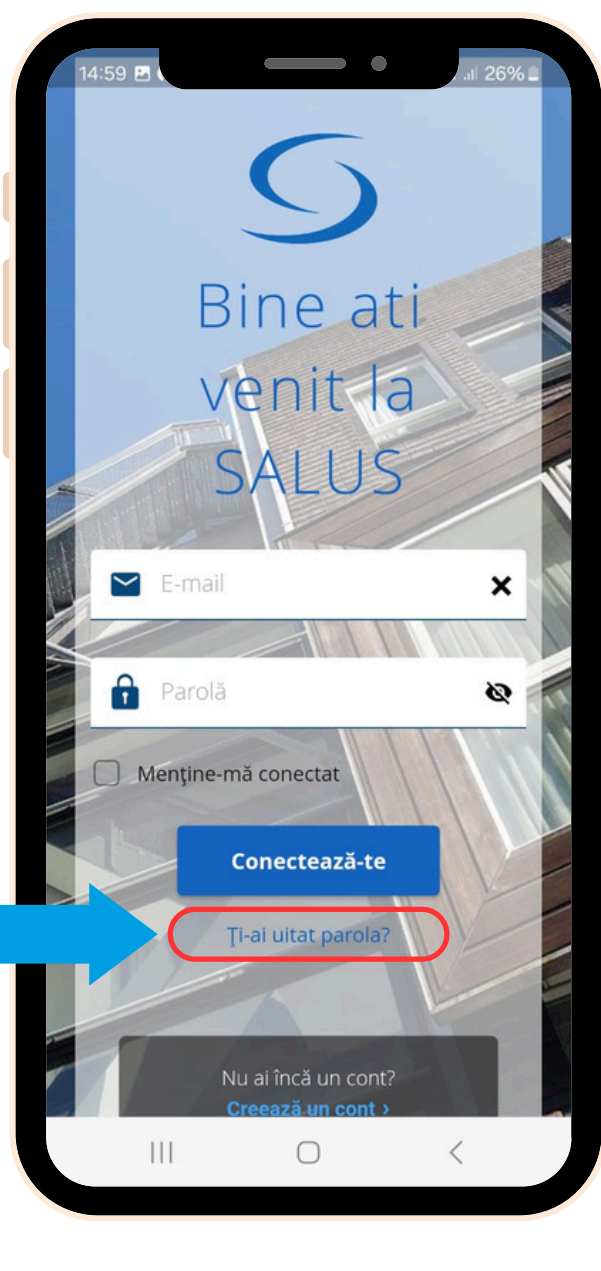 14:59 26%
Bine ati
venit la
SALUS
E-mail
Parolă
Menţine-mă conectat
Conectează-te
Ţi-ai uitat parola?
Nu ai încă un cont?
Creează un cont ›